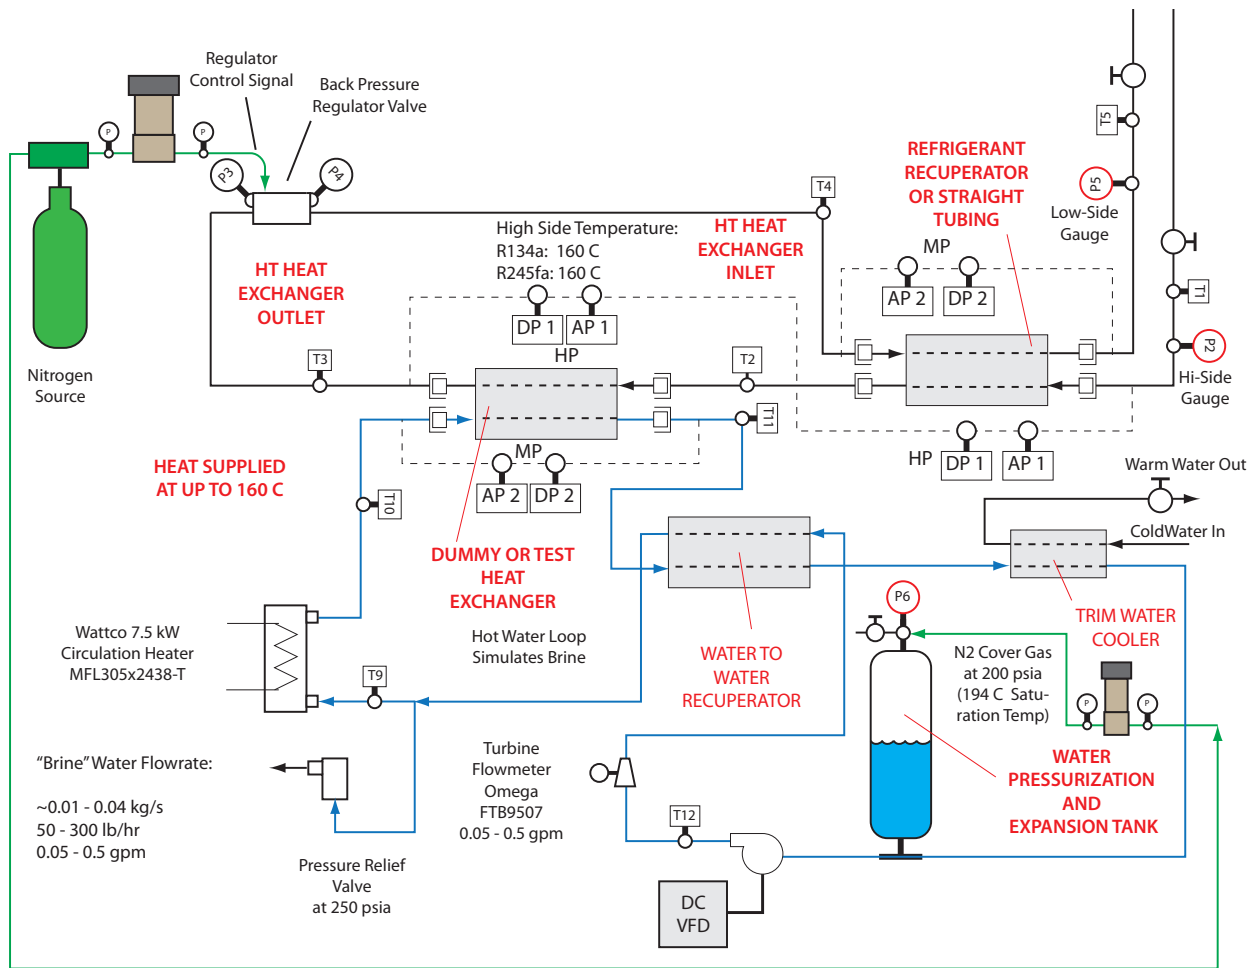 Regulator
Control Signal
Back Pressure
Regulator Valve
P
P
P3
P4
T4
T5
P5
Low-Side
Gauge
REFRIGERANT
RECUPERATOR
OR STRAIGHT
TUBING
High Side Temperature:
R134a: 160 C
R245fa: 160 C
HT HEAT
EXCHANGER
INLET
HT HEAT
EXCHANGER
OUTLET
MP
AP 2
DP 2
T1
P2
Hi-Side
Gauge
DP 1
AP 1
HP
T3
T2
Nitrogen
Source
T11
MP
AP 2
DP 2
HP
DP 1
AP 1
HEAT SUPPLIED
AT UP TO 160 C
T10
Warm Water Out
ColdWater In
DUMMY OR TEST
HEAT
EXCHANGER
Hot Water Loop
Simulates Brine
WATER TO
WATER
RECUPERATOR
P6
TRIM WATER
COOLER
Wattco 7.5 kW
Circulation Heater
MFL305x2438-T
T9
N2 Cover Gas
at 200 psia
(194 C Satu-
ration Temp)
P
P
"Brine" Water Flowrate:
~0.01 - 0.04 kg/s
50 - 300 lb/hr
0.05 - 0.5 gpm
Turbine
Flowmeter
Omega
FTB9507
0.05 - 0.5 gpm
T12
WATER
PRESSURIZATION
AND
EXPANSION TANK
Pressure Relief
Valve
at 250 psia
DC
VFD